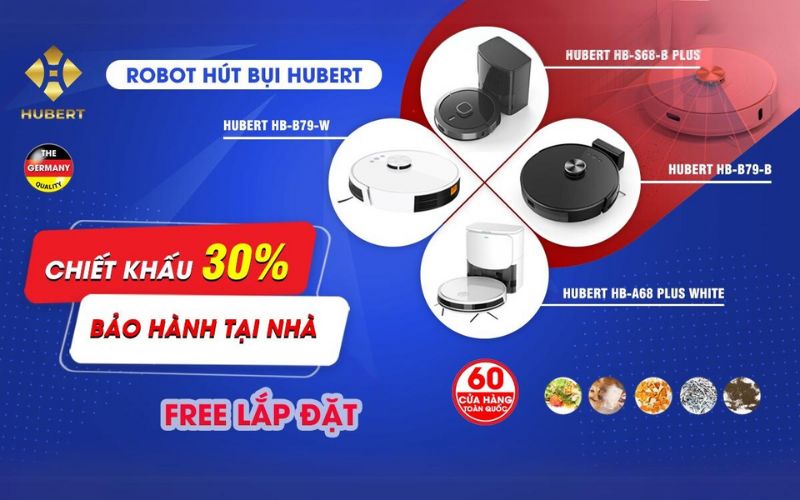 HUBERT
THE
GERMANY
QUALITY
ROBOT HÚT BỤI HUBERT
HUBERT HB-S68-B PLUS
HUBERT HB-B79-W
HUBERT HB-B79-B
HUBERT HB-A68 PLUS WHITE
CHIẾT KHẤU 30%
BẢO HÀNH TẠI NHÀ
FREE LẮP ĐẶT
60
CỬA HÀNG
TOÀN QUỐC